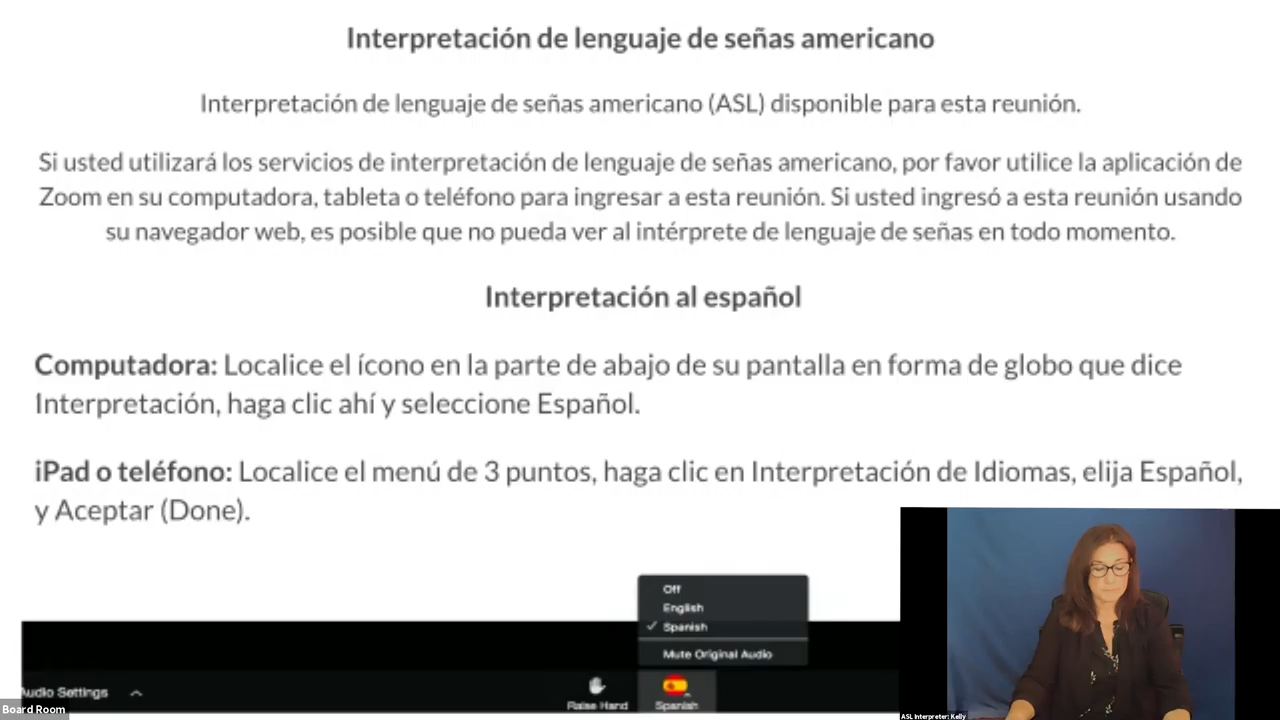 Interpretación de lenguaje de señas americano
Interpretación de lenguaje de señas americano (ASL) disponible para esta reunión.
Si usted utilizará los servicios de interpretación de lenguaje de señas americano, por favor utilice la aplicación de
Zoom en su computadora, tableta o teléfono para ingresar a esta reunión. Si usted ingresó a esta reunión usando
su navegador web, es posible que no pueda ver al intérprete de lenguaje de señas en todo momento.
Interpretación al español
Computadora: Localice el ícono en la parte de abajo de su pantalla en forma de globo que dice
Interpretación, haga clic ahí y seleccione Español.
iPad o teléfono: Localice el menú de 3 puntos, haga clic en Interpretación de Idiomas, elija Español,
y Aceptar (Done).
Off
English
Spanish
Mute Original Audio
Audio Settings
Raise Hand
Spanish
Board Room
ASL Interpreter: Kelly